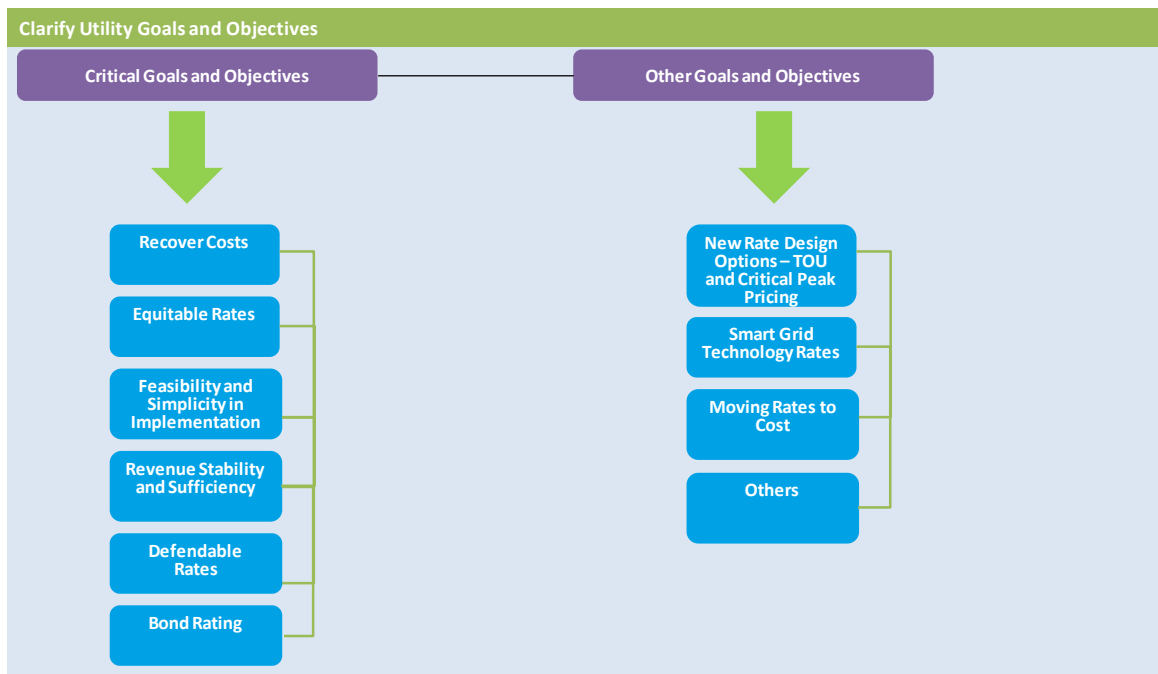 Clarify Utility Goals and Objectives
Critical Goals and Objectives
Other Goals and Objectives
Recover Costs
Equitable Rates
Feasibility and
Simplicity in
Implementation
Revenue Stability
and Sufficiency
Defendable
Rates
Bond Rating
New Rate Design
Options – TOU
and Critical Peak
Pricing
Smart Grid
Technology Rates
Moving Rates to
Cost
Others